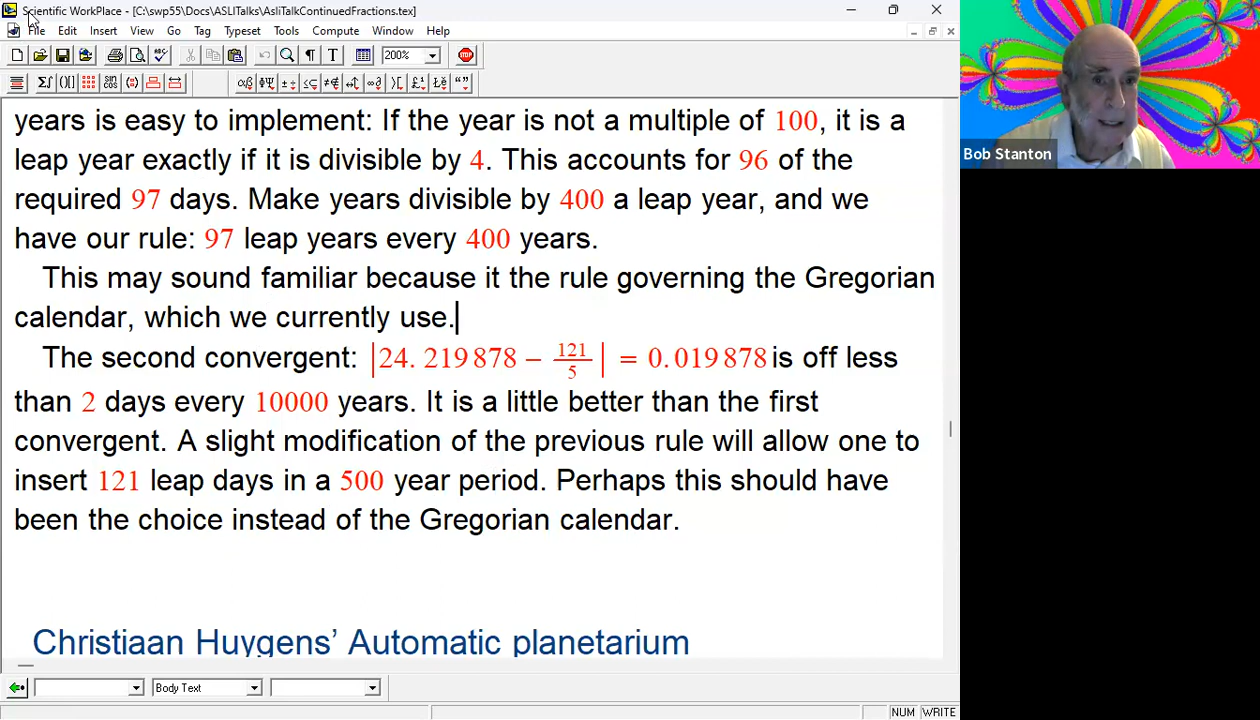 Scientific WorkPlace - [C:\swp55\Docs\ASLITalks\AsliTalkContinuedFractions.tex]
File Edit Insert View Go Tag Typeset Tools Compute Window Help
200%
STOP
years is easy to implement: If the year is not a multiple of 100, it is a
leap year exactly if it is divisible by 4. This accounts for 96 of the
required 97 days. Make years divisible by 400 a leap year, and we
have our rule: 97 leap years every 400 years.
This may sound familiar because it the rule governing the Gregorian
calendar, which we currently use.
The second convergent: |24. 219 878 − 121/5| = 0. 019 878 is off less
than 2 days every 10000 years. It is a little better than the first
convergent. A slight modification of the previous rule will allow one to
insert 121 leap days in a 500 year period. Perhaps this should have
been the choice instead of the Gregorian calendar.
Christiaan Huygens' Automatic planetarium
Body Text
NUM WRITE
Bob Stanton